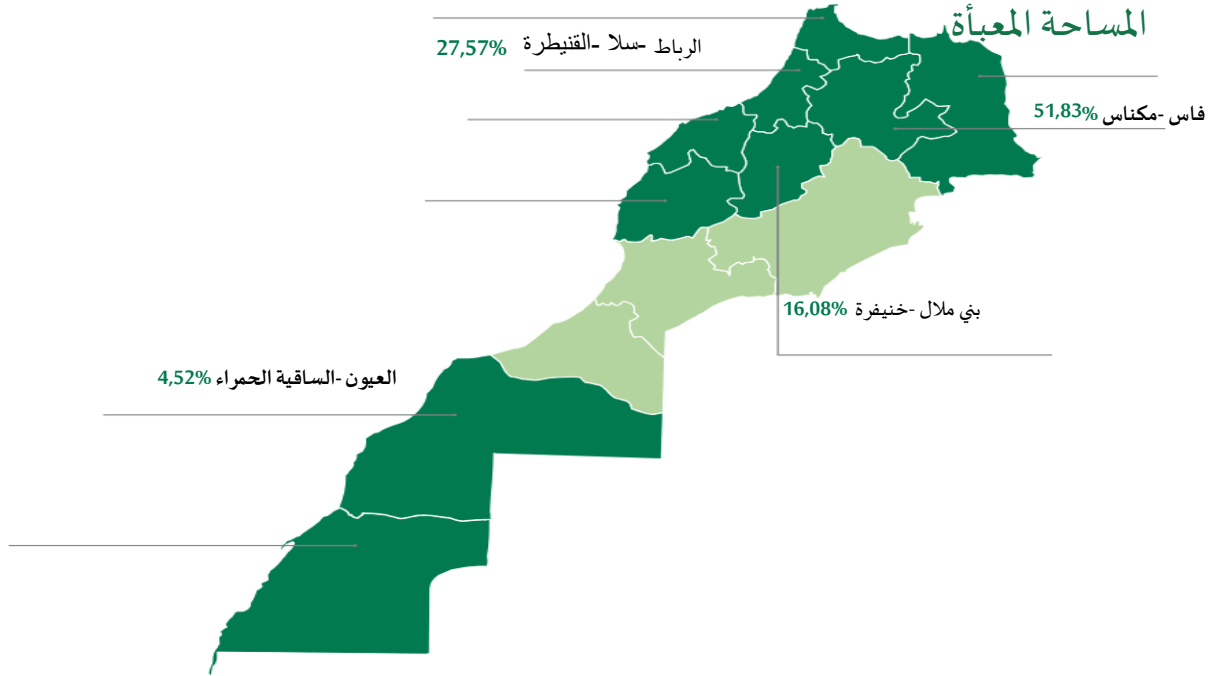 المساحة المعبأة
الرباط -سلا -القنيطرة 27,57%
فاس -مكناس 51,83%
بني ملال -خنيفرة 16,08%
العيون -الساقية الحمراء 4,52%